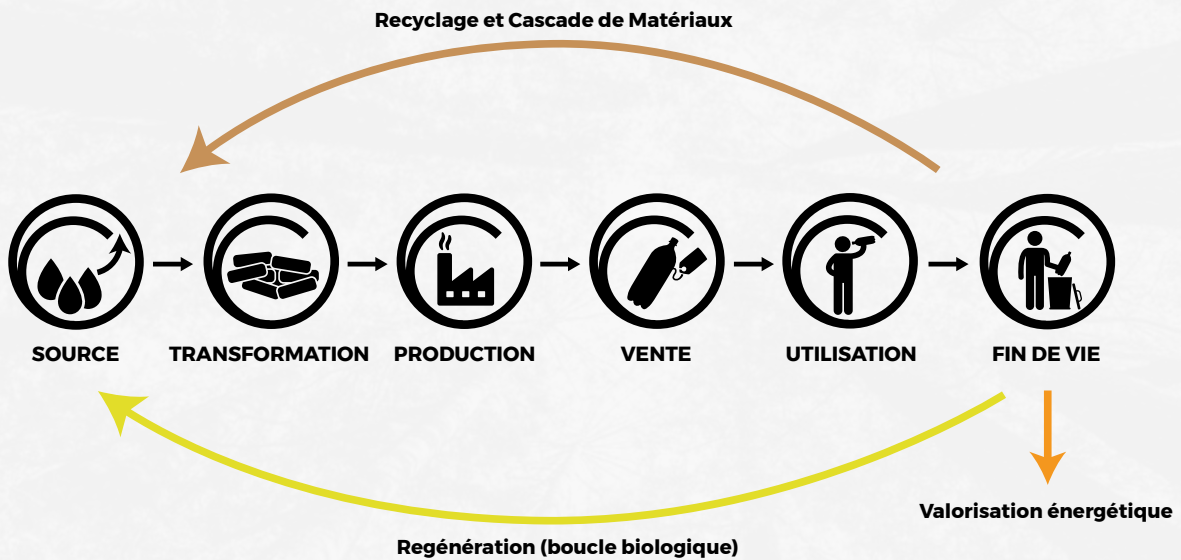 Recyclage et Cascade de Matériaux
SOURCE
TRANSFORMATION
PRODUCTION
VENTE
UTILISATION
FIN DE VIE
Valorisation énergétique
Regénération (boucle biologique)